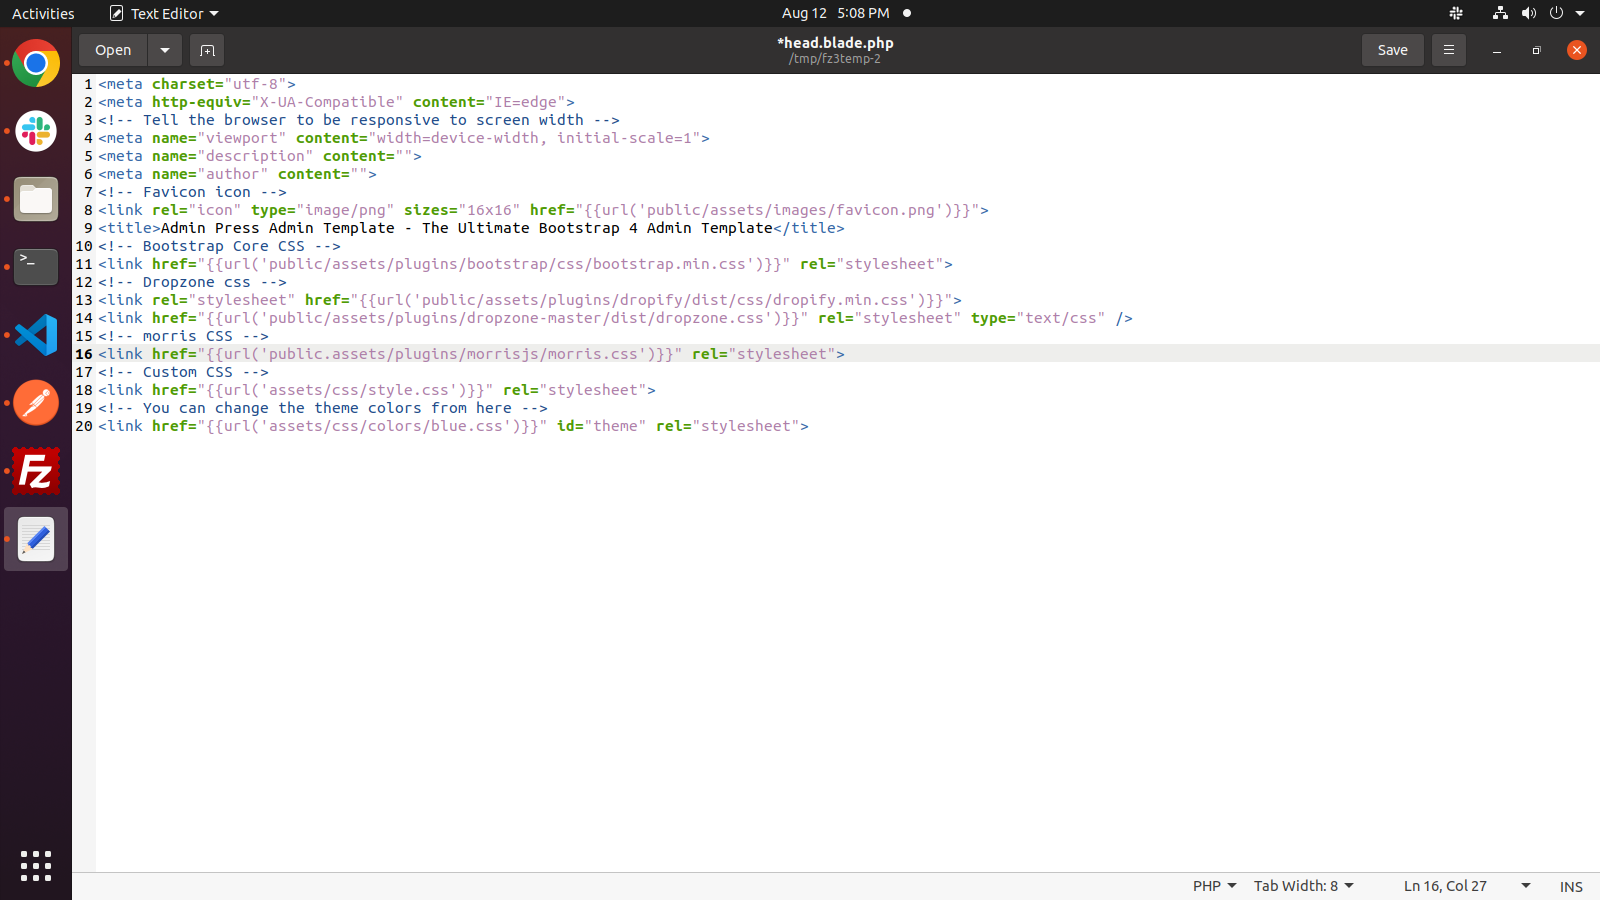 Activities Text Editor Aug 12 5:08 PM
Open *head.blade.php Save
/tmp/fz3temp-2
1 <meta charset="utf-8">
2 <meta http-equiv="X-UA-Compatible" content="IE=edge">
3 <!-- Tell the browser to be responsive to screen width -->
4 <meta name="viewport" content="width=device-width, initial-scale=1">
5 <meta name="description" content="">
6 <meta name="author" content="">
7 <!-- Favicon icon -->
8 <link rel="icon" type="image/png" sizes="16x16" href="{{url('public/assets/images/favicon.png')}}">
9 <title>Admin Press Admin Template - The Ultimate Bootstrap 4 Admin Template</title>
10 <!-- Bootstrap Core CSS -->
11 <link href="{{url('public/assets/plugins/bootstrap/css/bootstrap.min.css')}}" rel="stylesheet">
12 <!-- Dropzone css -->
13 <link rel="stylesheet" href="{{url('public/assets/plugins/dropify/dist/css/dropify.min.css')}}">
14 <link href="{{url('public/assets/plugins/dropzone-master/dist/dropzone.css')}}" rel="stylesheet" type="text/css" />
15 <!-- morris CSS -->
16 <link href="{{url('public.assets/plugins/morrisjs/morris.css')}}" rel="stylesheet">
17 <!-- Custom CSS -->
18 <link href="{{url('assets/css/style.css')}}" rel="stylesheet">
19 <!-- You can change the theme colors from here -->
20 <link href="{{url('assets/css/colors/blue.css')}}" id="theme" rel="stylesheet">
>_
Fz
PHP Tab Width: 8 Ln 16, Col 27 INS